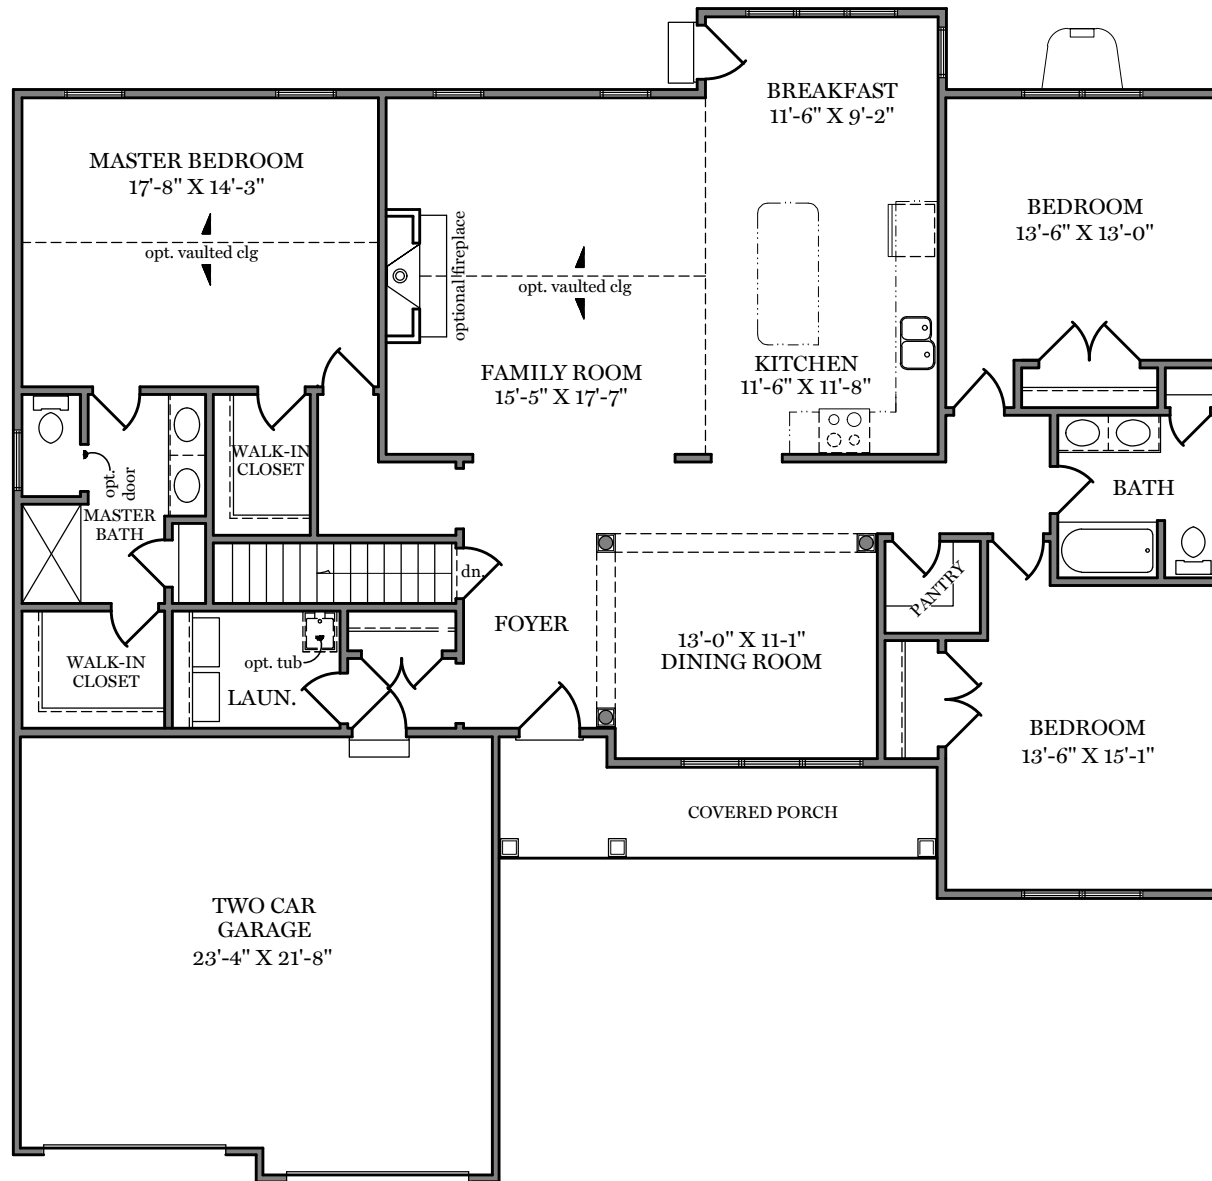 BREAKFAST
11'-6" X 9'-2"
MASTER BEDROOM
17'-8" X 14'-3"
opt. vaulted clg
optional fireplace
opt. vaulted clg
BEDROOM
13'-6" X 13'-0"
FAMILY ROOM
15'-5" X 17'-7"
KITCHEN
11'-6" X 11'-8"
WALK-IN
CLOSET
opt.
door
MASTER
BATH
BATH
dn.
PANTRY
FOYER
13'-0" X 11-1"
DINING ROOM
WALK-IN
CLOSET
opt. tub
LAUN.
BEDROOM
13'-6" X 15'-1"
COVERED PORCH
TWO CAR
GARAGE
23'-4" X 21'-8"